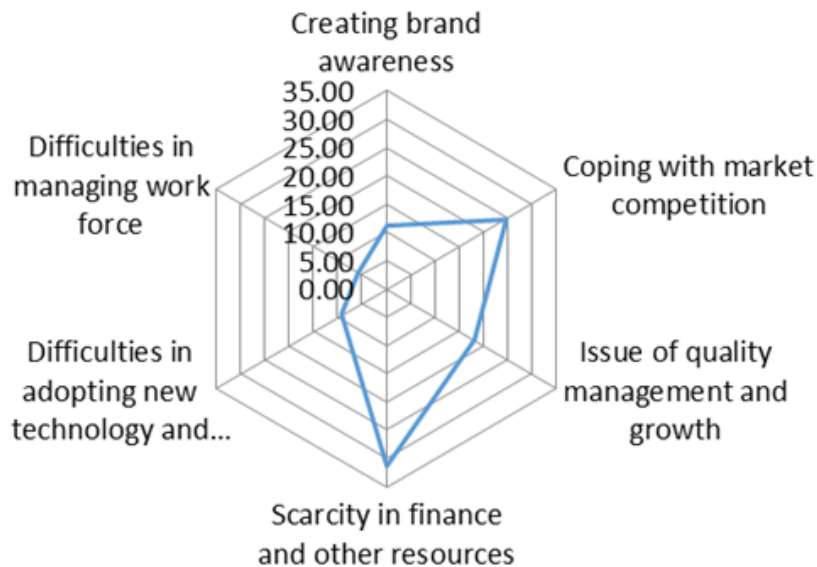 Creating brand
awareness
35.00
30.00
25.00
20.00
15.00
10.00
5.00
0.00
Coping with market
competition
Issue of quality
management and
growth
Scarcity in finance
and other resources
Difficulties in
adopting new
technology and...
Difficulties in
managing work
force